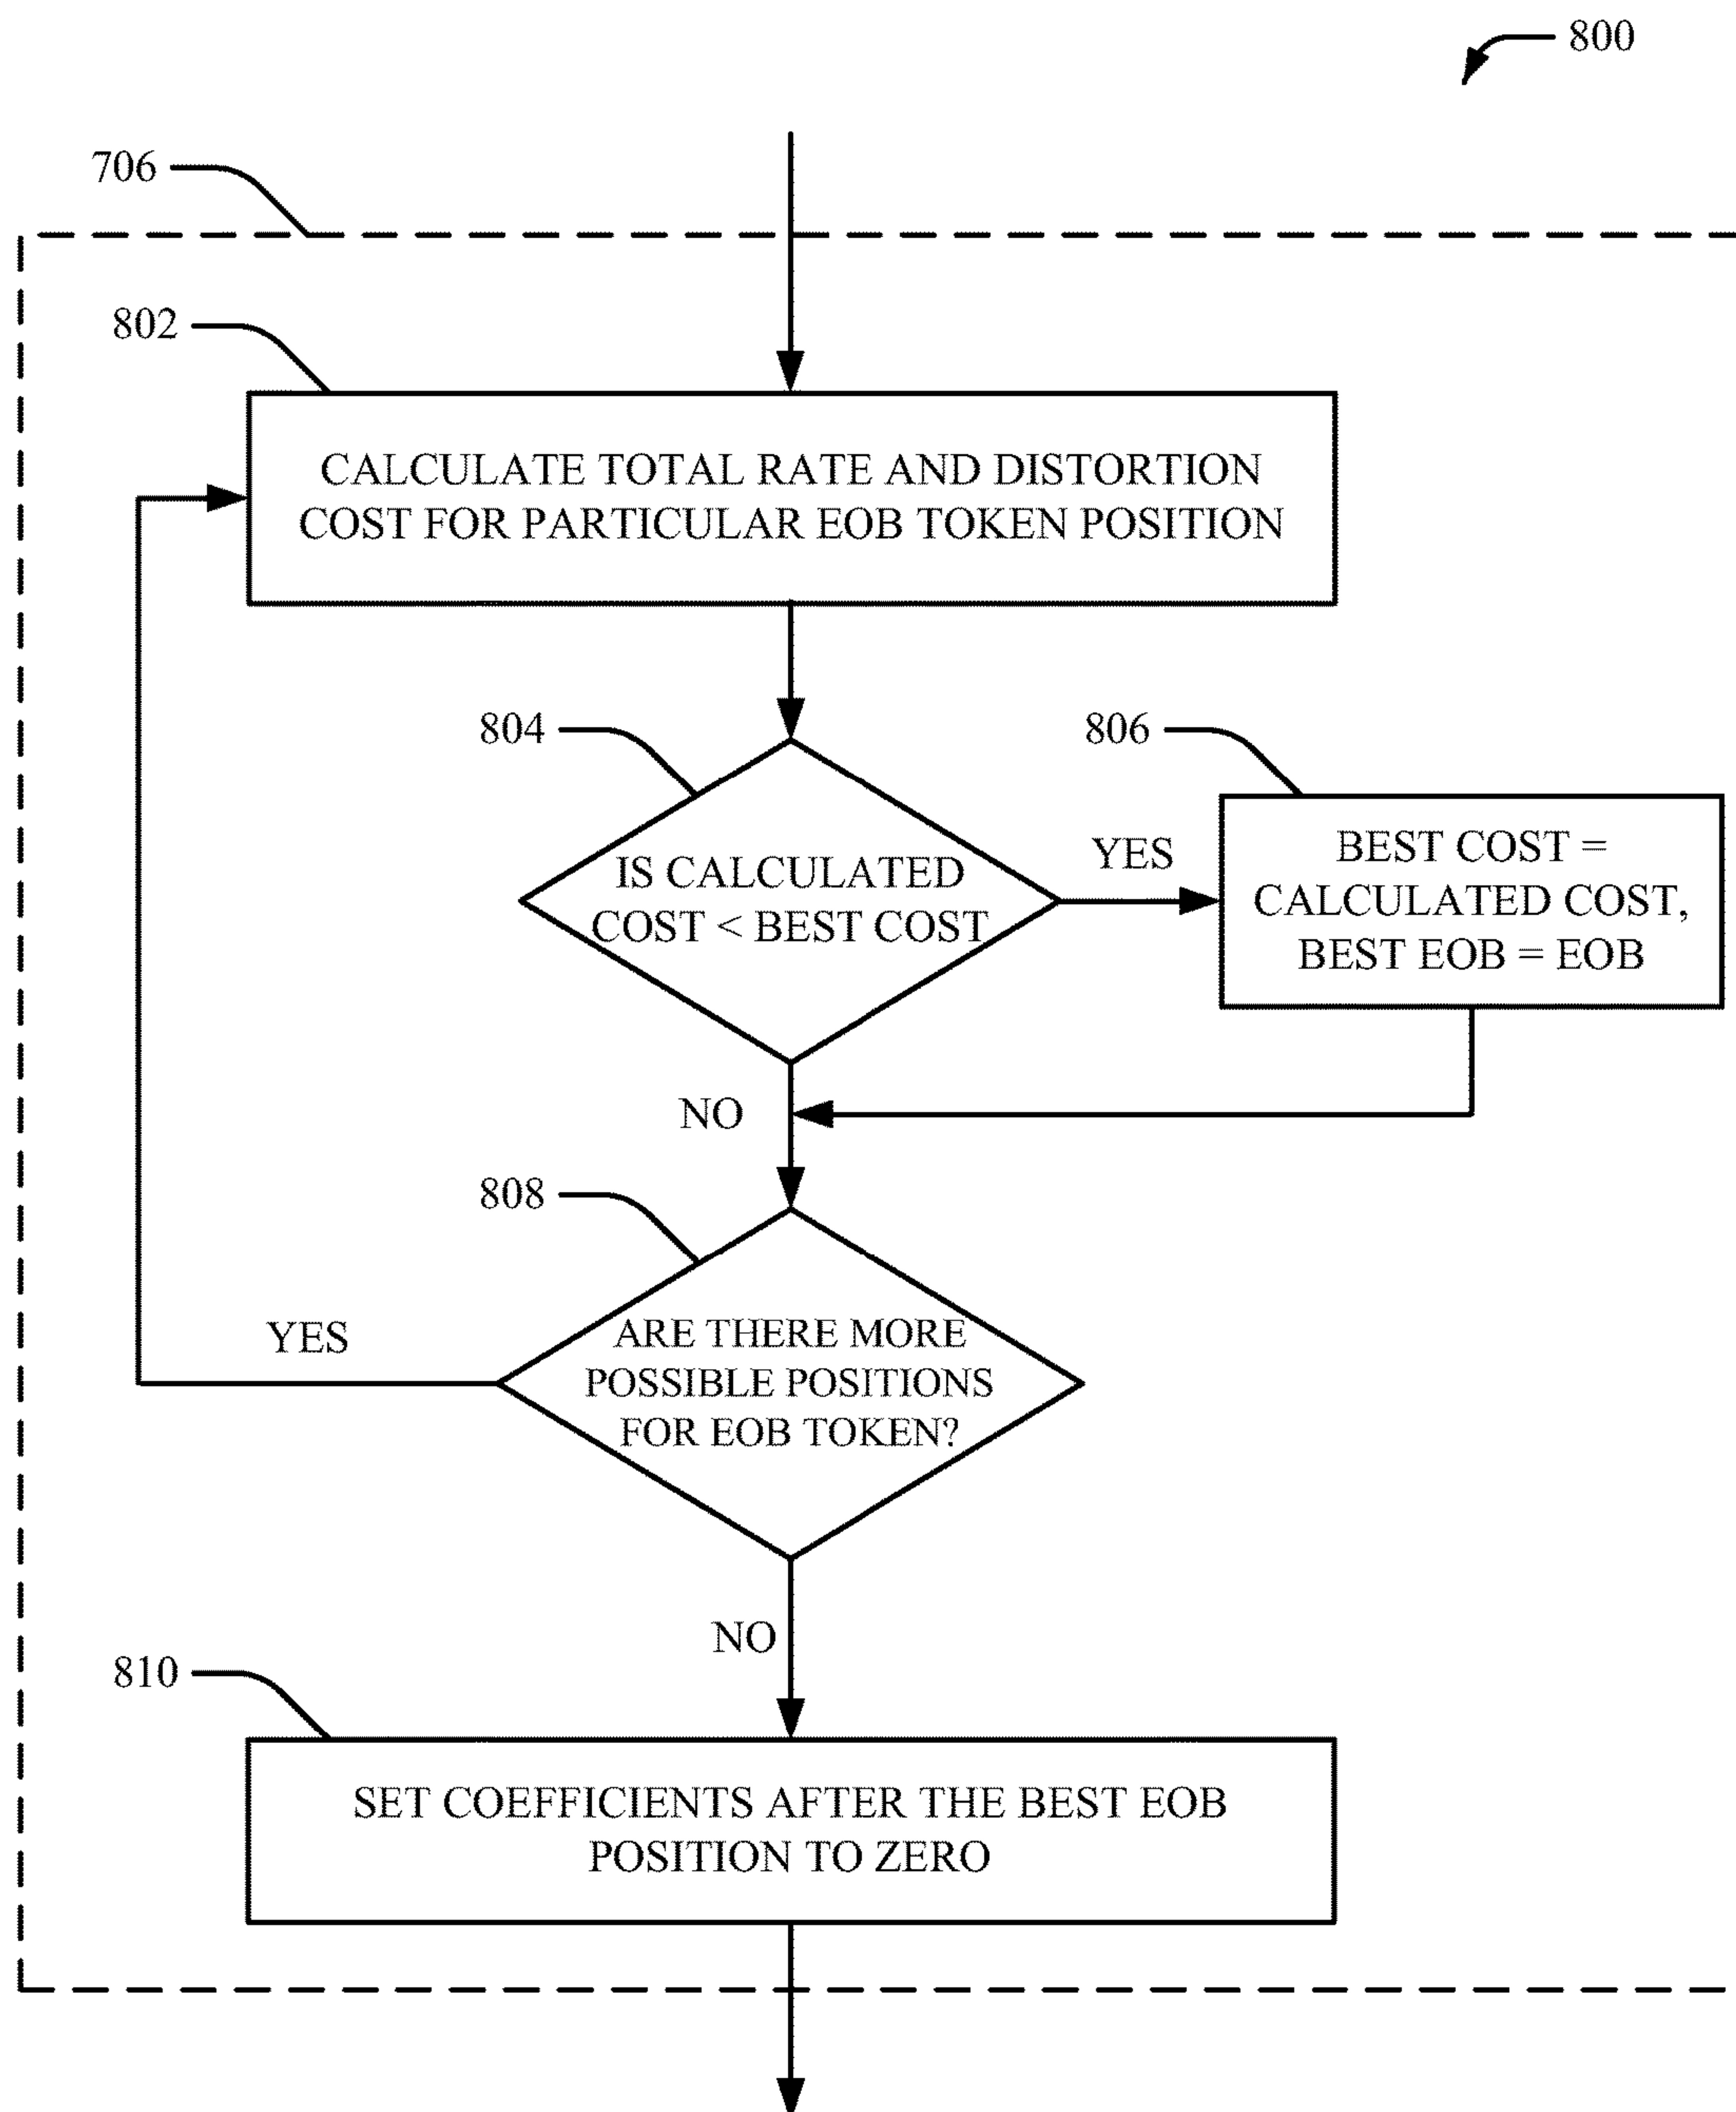 800
706
802
CALCULATE TOTAL RATE AND DISTORTION
COST FOR PARTICULAR EOB TOKEN POSITION
804
806
IS CALCULATED
COST < BEST COST
YES
BEST COST =
CALCULATED COST,
BEST EOB = EOB
NO
808
YES
ARE THERE MORE
POSSIBLE POSITIONS
FOR EOB TOKEN?
NO
810
SET COEFFICIENTS AFTER THE BEST EOB
POSITION TO ZERO